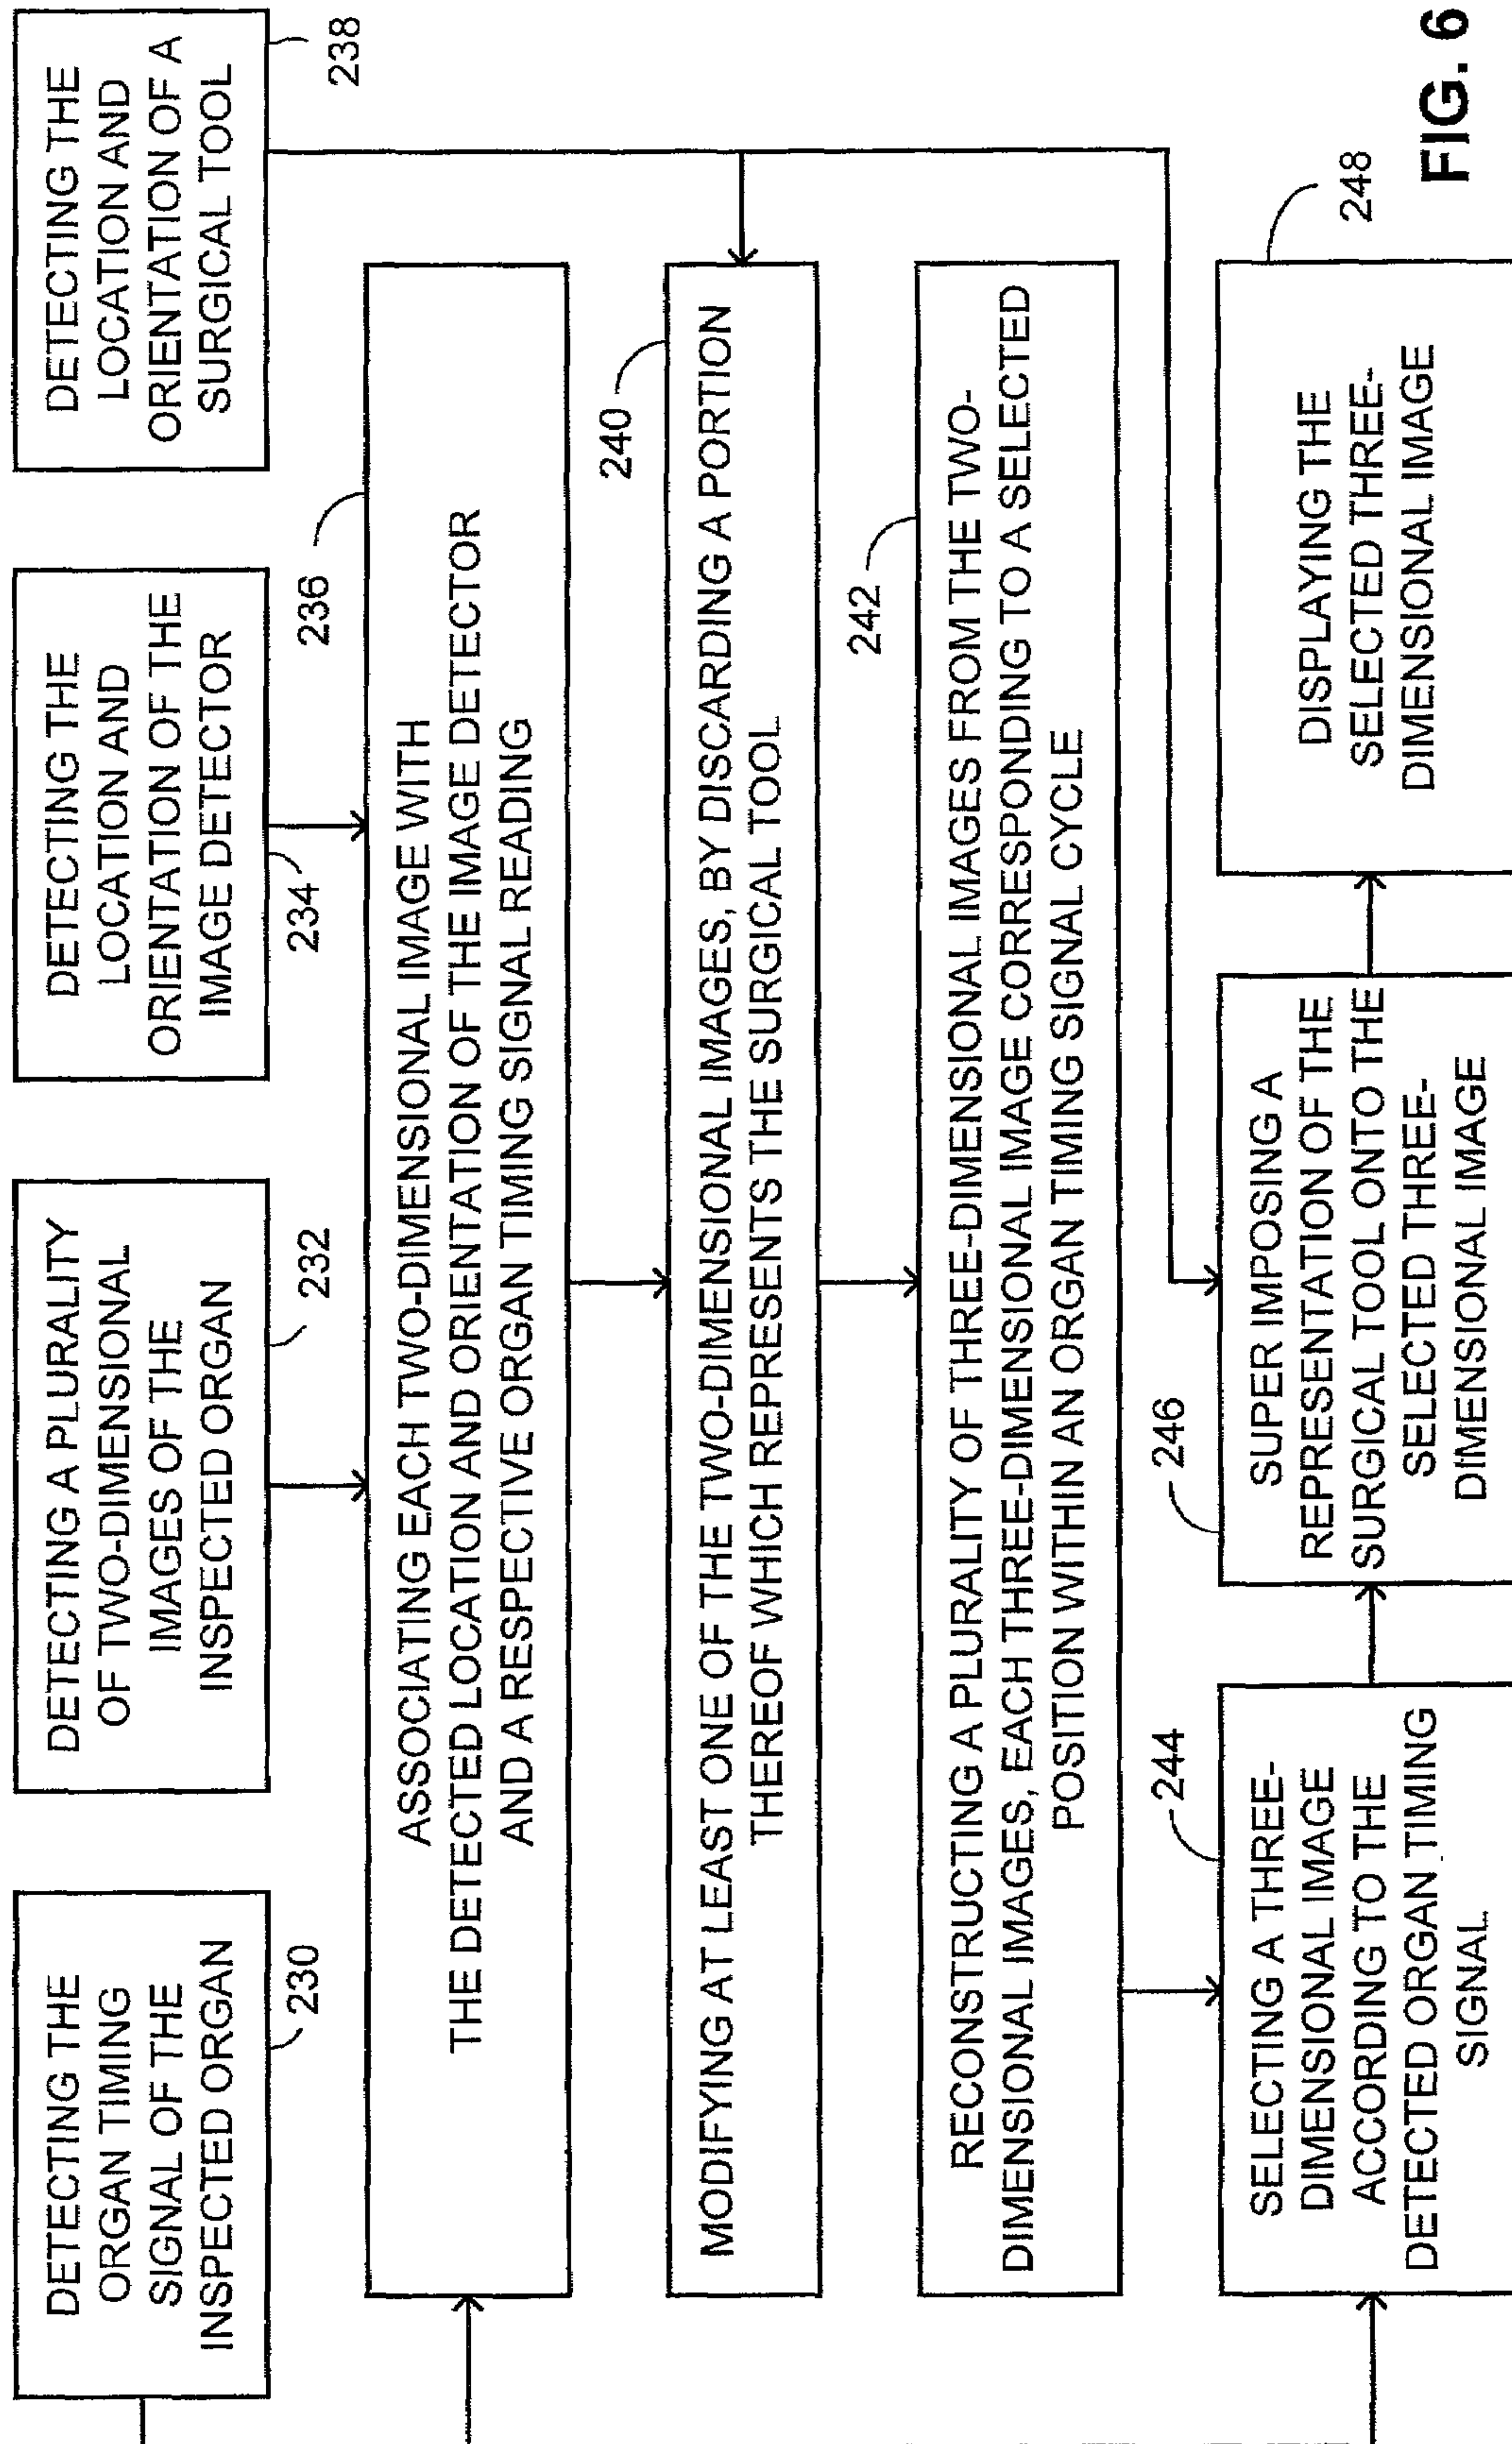 DETECTING THE
ORGAN TIMING
SIGNAL OF THE
INSPECTED ORGAN
230
DETECTING A PLURALITY
OF TWO-DIMENSIONAL
IMAGES OF THE
INSPECTED ORGAN
232
DETECTING THE
LOCATION AND
ORIENTATION OF THE
IMAGE DETECTOR
234
DETECTING THE
LOCATION AND
ORIENTATION OF A
SURGICAL TOOL
238
236
ASSOCIATING EACH TWO-DIMENSIONAL IMAGE WITH
THE DETECTED LOCATION AND ORIENTATION OF THE IMAGE DETECTOR
AND A RESPECTIVE ORGAN TIMING SIGNAL READING
240
MODIFYING AT LEAST ONE OF THE TWO-DIMENSIONAL IMAGES, BY DISCARDING A PORTION
THEREOF WHICH REPRESENTS THE SURGICAL TOOL
242
RECONSTRUCTING A PLURALITY OF THREE-DIMENSIONAL IMAGES FROM THE TWO-
DIMENSIONAL IMAGES, EACH THREE-DIMENSIONAL IMAGE CORRESPONDING TO A SELECTED
POSITION WITHIN AN ORGAN TIMING SIGNAL CYCLE
244
SELECTING A THREE-
DIMENSIONAL IMAGE
ACCORDING TO THE
DETECTED ORGAN TIMING
SIGNAL
246
SUPER IMPOSING A
REPRESENTATION OF THE
SURGICAL TOOL ONTO THE
SELECTED THREE-
DIMENSIONAL IMAGE
248
DISPLAYING THE
SELECTED THREE-
DIMENSIONAL IMAGE
FIG. 6